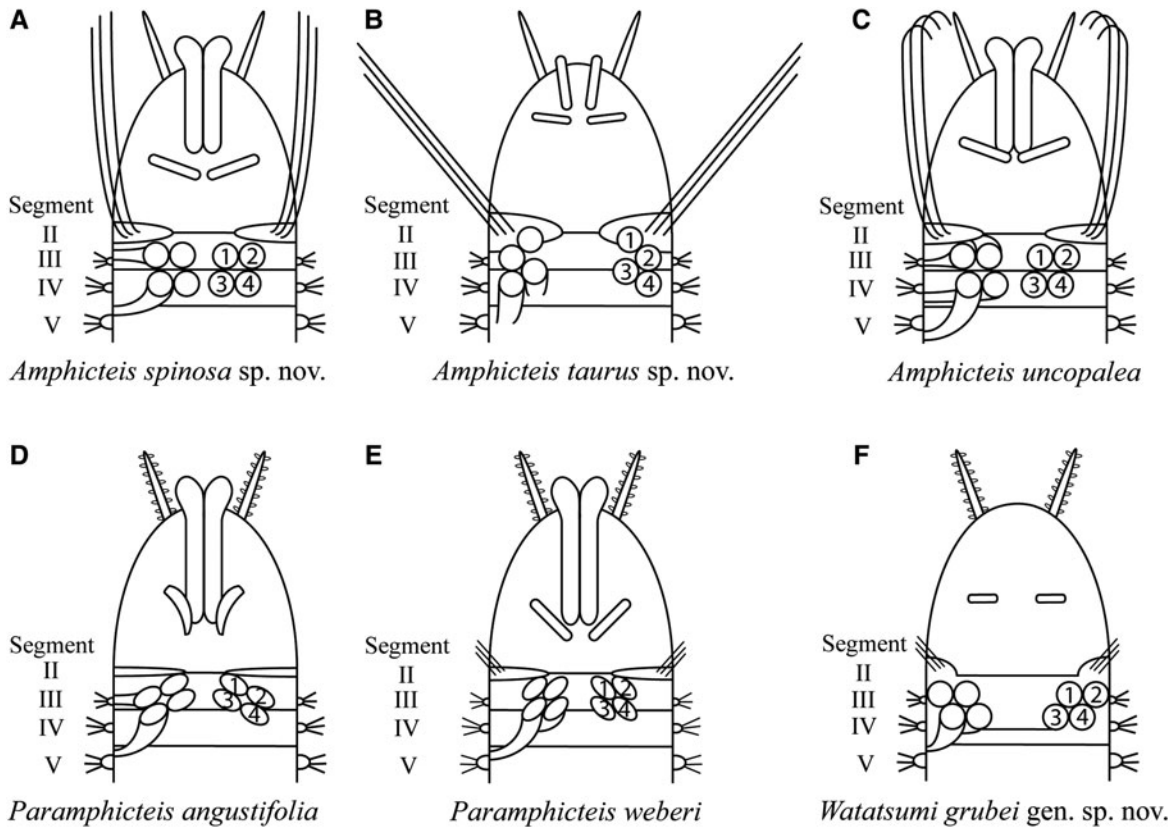 A
B
C
Segment
II
III
IV
V
1 2
3 4
Segment
II
III
IV
V
1
2
3
4
Segment
II
III
IV
V
1 2
3 4
Amphicteis spinosa sp. nov.
Amphicteis taurus sp. nov.
Amphicteis uncopalea
D
E
F
Segment
II
III
IV
V
1
2
3
4
Segment
II
III
IV
V
1 2
3 4
Segment
II
III
IV
V
1 2
3 4
Paramphicteis angustifolia
Paramphicteis weberi
Watatsumi grubei gen. sp. nov.